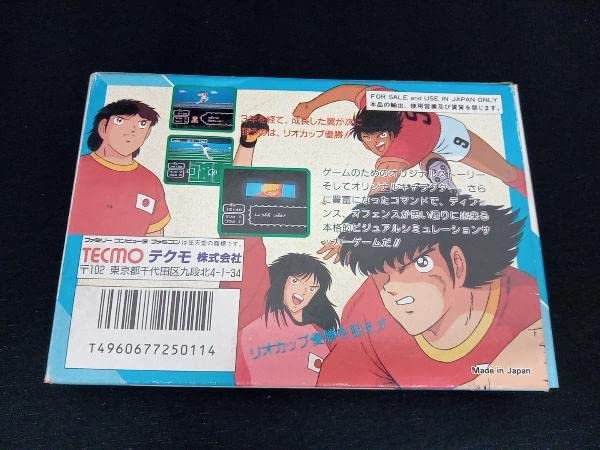 FOR SALE and USE IN JAPAN ONLY
本品の輸出、使用営業及び賃貸を禁じます。
3年を経て、成長した翼が次に
は、リオカップ優勝!!
ゲームのためのオリジナルストーリー
そしてオリジナルキャラクター。さら
に豊富になったコマンドで、ディフェ
ンス、オフェンスが思い通りに出来る
本格的ビジュアルシミュレーションサ
ッカーゲームだ!!
ファミリーコンピュータ ファミコンは任天堂の商標です。
TECMO テクモ 株式会社
〒102 東京都千代田区九段北4-1-34
T4960677250114
リオカップ優勝を狙え!!
Made in Japan
6
9